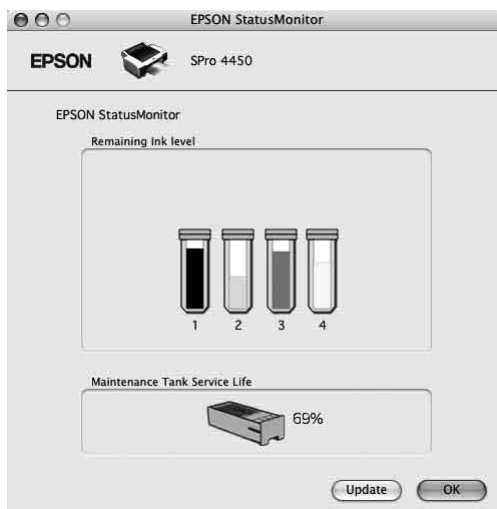 EPSON StatusMonitor
EPSON SPro 4450
EPSON StatusMonitor
Remaining Ink level
1 2 3 4
Maintenance Tank Service Life
69%
Update OK